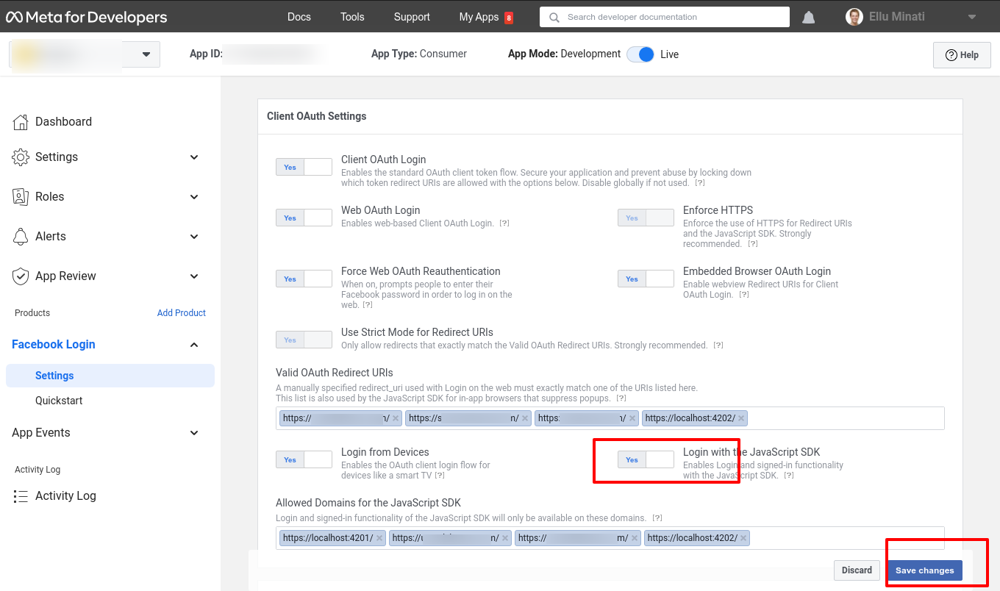 Meta for Developers
Docs
Tools
Support
My Apps 8
Search developer documentation
Ellu Minati
App ID:
App Type: Consumer
App Mode: Development
Live
? Help
Dashboard
Settings
Roles
Alerts
App Review
Products
Add Product
Facebook Login
Settings
Quickstart
App Events
Activity Log
Activity Log
Client OAuth Settings
Yes
Client OAuth Login
Enables the standard OAuth client token flow. Secure your application and prevent abuse by locking down
which token redirect URIs are allowed with the options below. Disable globally if not used. [?]
Yes
Web OAuth Login
Enables web-based Client OAuth Login. [?]
Yes
Enforce HTTPS
Enforce the use of HTTPS for Redirect URIs
and the JavaScript SDK. Strongly
recommended. [?]
Yes
Force Web OAuth Reauthentication
When on, prompts people to enter their
Facebook password in order to log in on the
web. [?]
Yes
Embedded Browser OAuth Login
Enable webview Redirect URIs for Client
OAuth Login. [?]
Yes
Use Strict Mode for Redirect URIs
Only allow redirects that exactly match the Valid OAuth Redirect URIs. Strongly recommended. [?]
Valid OAuth Redirect URIs
A manually specified redirect_uri used with Login on the web must exactly match one of the URIs listed here.
This list is also used by the JavaScript SDK for in-app browsers that suppress popups. [?]
https:// https://s n/ https: /  https://localhost:4202/
Yes
Login from Devices
Enables the OAuth client login flow for
devices like a smart TV [?]
Yes
Login with the JavaScript SDK
Enables Login and signed-in functionality
with the JavaScript SDK. [?]
Allowed Domains for the JavaScript SDK
Login and signed-in functionality of the JavaScript SDK will only be available on these domains. [?]
https://localhost:4201/ https:// n/ https:// m/ https://localhost:4202/
Discard
Save changes